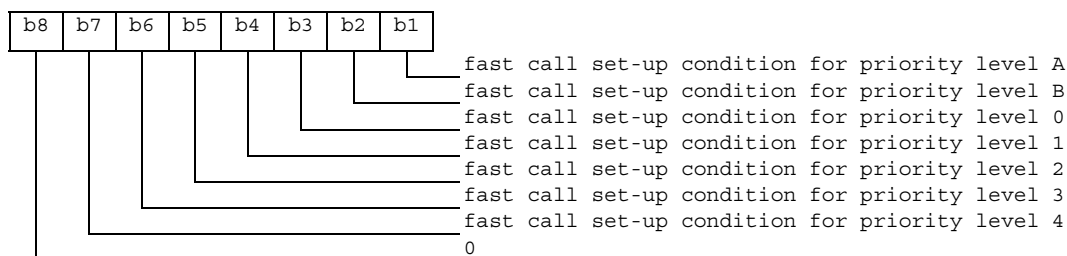 b8 b7 b6 b5 b4 b3 b2 b1
fast call set-up condition for priority level A
fast call set-up condition for priority level B
fast call set-up condition for priority level 0
fast call set-up condition for priority level 1
fast call set-up condition for priority level 2
fast call set-up condition for priority level 3
fast call set-up condition for priority level 4
0